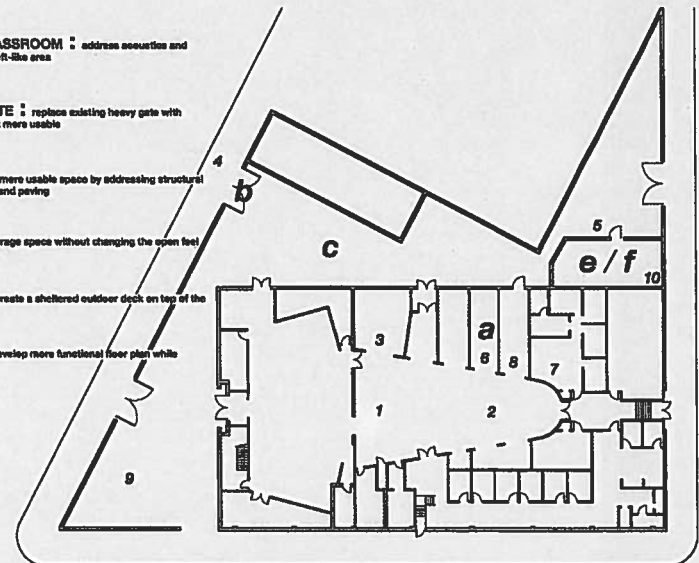 ASSROOM : address acoustics and
ft-like area
TE : replace existing heavy gate with
more usable
more usable space by addressing structural
and paving
rage space without changing the open feel
create a sheltered outdoor deck on top of the
evelop more functional floor plan while
4
b
c
5
e / f
10
3
a
6
8
7
1
2
9